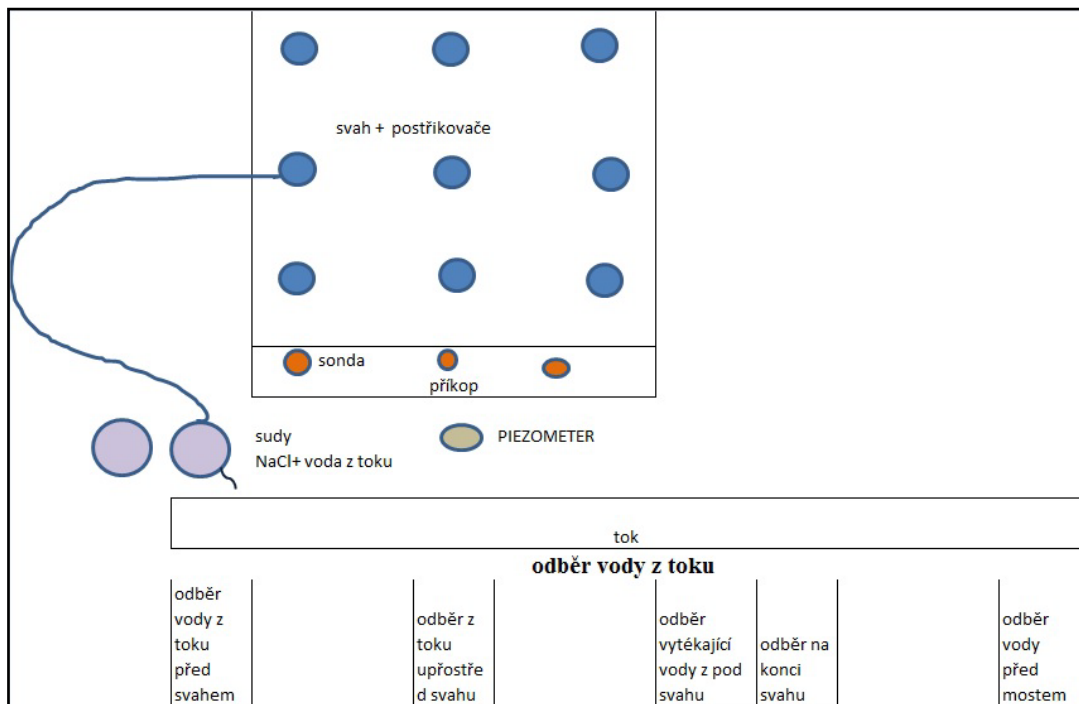 svah + postřikovače
sonda
příkop
sudy
NaCl+ voda z toku
PIEZOMETER
tok
odběr vody z toku
odběr
vody z
toku
před
svahem
odběr z
toku
upřostře
d svahu
odběr
vytékající
vody z pod
svahu
odběr na
konci
svahu
odběr
vody
před
mostem